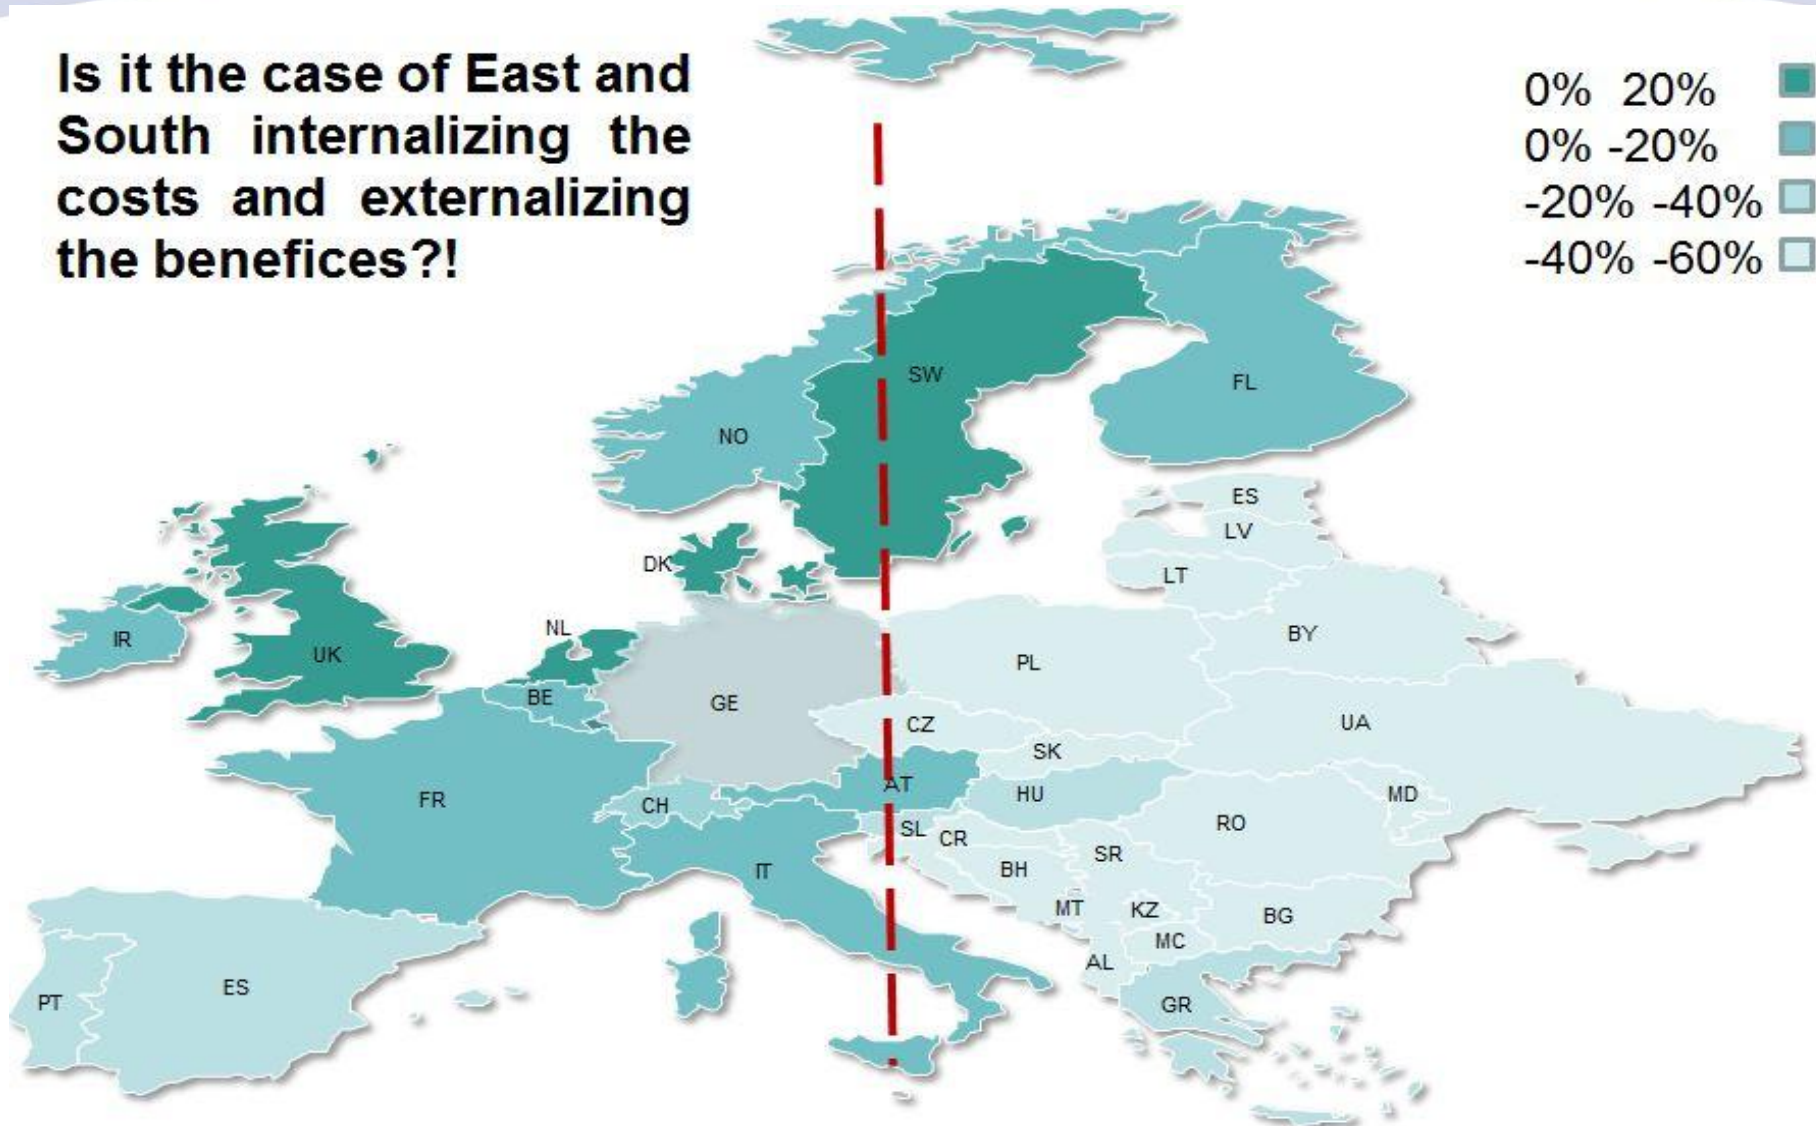 Is it the case of East and
South internalizing the
costs and externalizing
the benefices?!
0% 20%
0% -20%
-20% -40%
-40% -60%
SW
FL
NO
ES
LV
DK
LT
NL
IR
UK
BY
PL
BE
GE
CZ
UA
SK
AT
FR
CH
HU
MD
SL
CR
RO
SR
IT
BH
MT
KZ
BG
MC
AL
ES
PT
GR